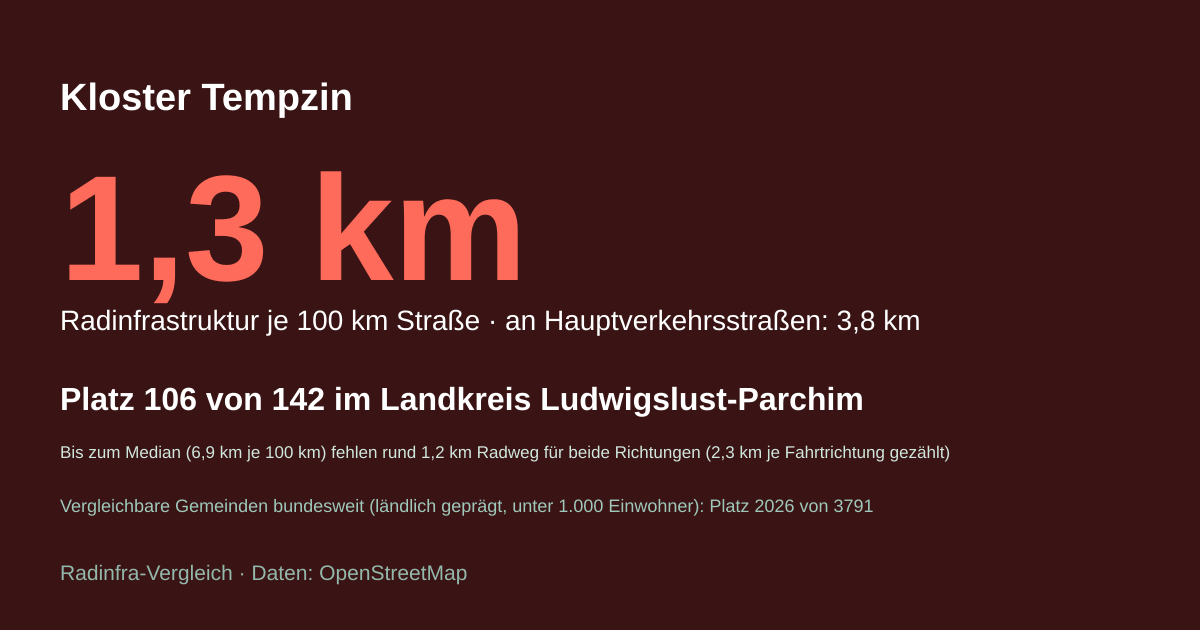 Kloster Tempzin
1,3 km
Radinfrastruktur je 100 km Straße · an Hauptverkehrsstraßen: 3,8 km
Platz 106 von 142 im Landkreis Ludwigslust-Parchim
Bis zum Median (6,9 km je 100 km) fehlen rund 1,2 km Radweg für beide Richtungen (2,3 km je Fahrtrichtung gezählt)
Vergleichbare Gemeinden bundesweit (ländlich geprägt, unter 1.000 Einwohner): Platz 2026 von 3791
Radinfra-Vergleich · Daten: OpenStreetMap